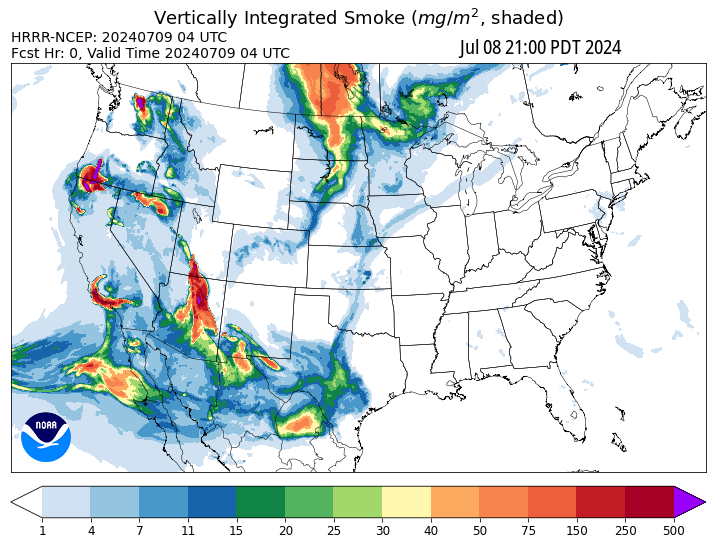 Vertically Integrated Smoke (mg/m², shaded)
HRRR-NCEP: 20240709 04 UTC
Fcst Hr: 0, Valid Time 20240709 04 UTC
Jul 08 21:00 PDT 2024
NOAA
1 4 7 11 15 20 25 30 40 50 75 150 250 500